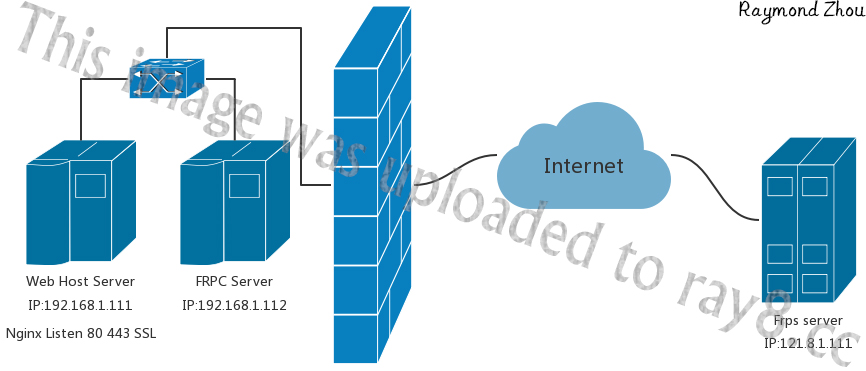 Raymond Zhou
This image was uploaded to ray8.cc
Internet
Web Host Server
IP:192.168.1.111
Nginx Listen 80 443 SSL
FRPC Server
IP:192.168.1.112
Frps server
IP:121.8.1.111